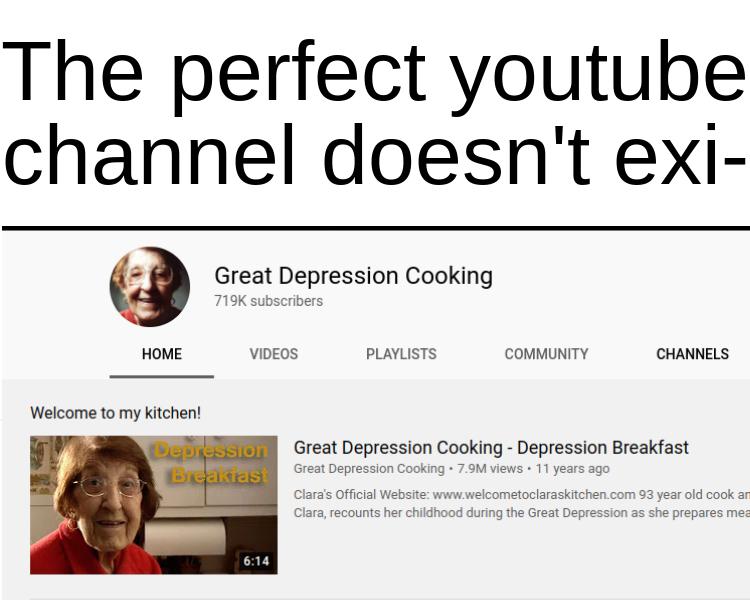 The perfect youtube
channel doesn't exi-
Great Depression Cooking
719K subscribers
HOME VIDEOS PLAYLISTS COMMUNITY CHANNELS
Welcome to my kitchen!
Depression
Breakfast
6:14
Great Depression Cooking - Depression Breakfast
Great Depression Cooking • 7.9M views • 11 years ago
Clara's Official Website: www.welcometoclaraskitchen.com 93 year old cook an
Clara, recounts her childhood during the Great Depression as she prepares mea